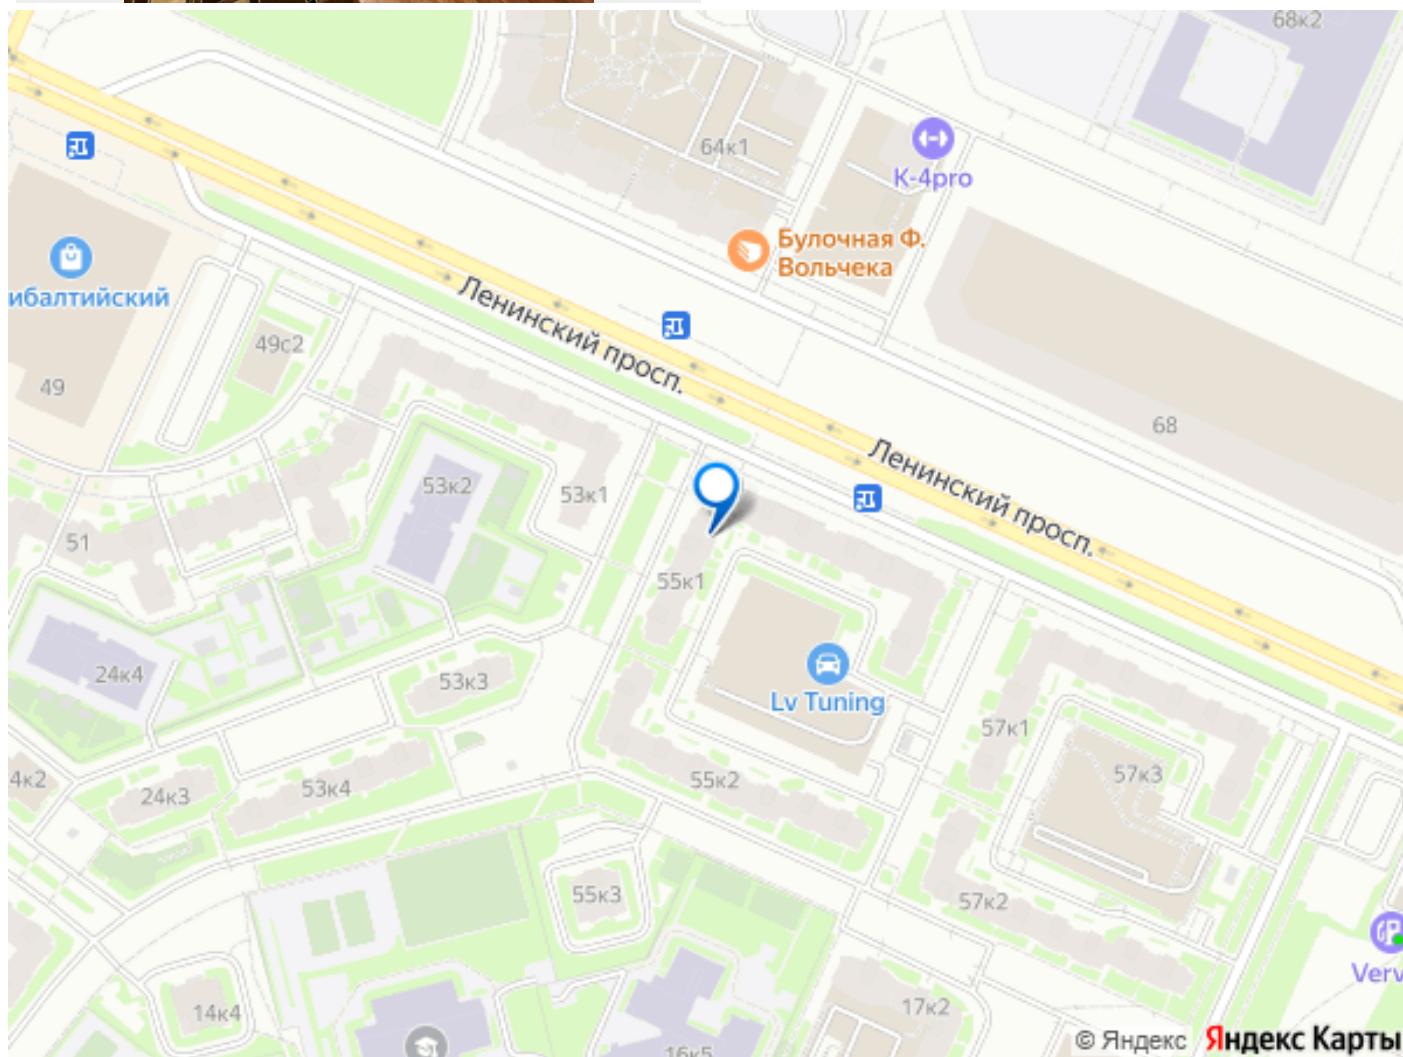 68к2
64к1
К-4pro
Булочная Ф.
Вольчека
ибалтийский
Ленинский просп.
49с2
49
68
Ленинский просп.
53к2
53к1
51
55к1
24к4
53к3
Lv Tuning
57к1
4к2
24к3
53к4
55к2
57к3
55к3
57к2
Verv
14к4
17к2
16к5
© Яндекс Яндекс Карты